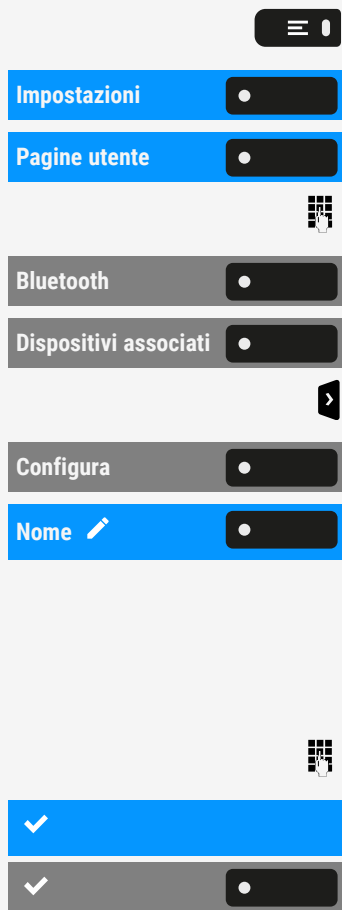 Impostazioni
Pagine utente
Bluetooth
Dispositivi associati
Configura
Nome